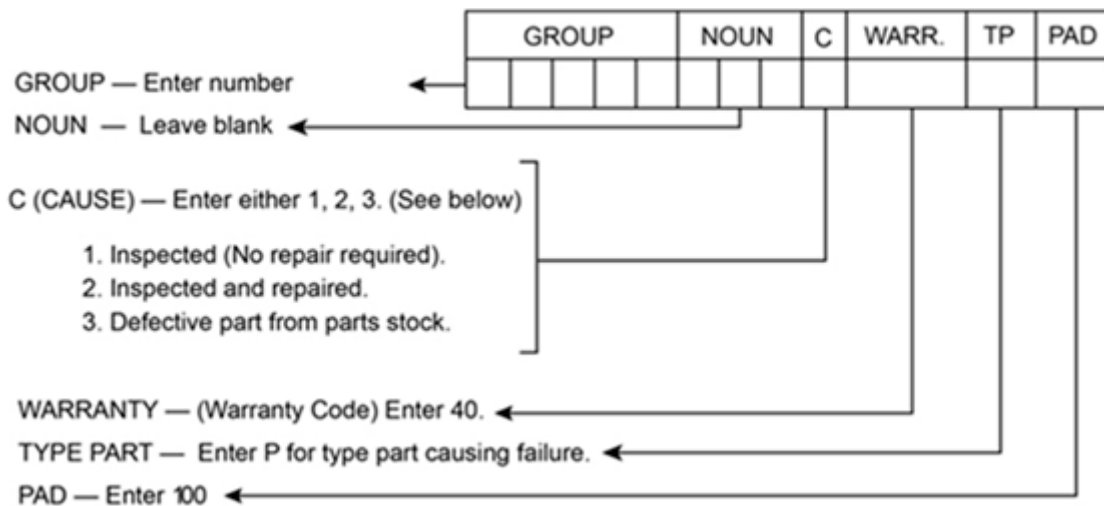 GROUP NOUN C WARR. TP PAD
GROUP — Enter number
NOUN — Leave blank
C (CAUSE) — Enter either 1, 2, 3. (See below)
1. Inspected (No repair required).
2. Inspected and repaired.
3. Defective part from parts stock.
WARRANTY — (Warranty Code) Enter 40.
TYPE PART — Enter P for type part causing failure.
PAD — Enter 100